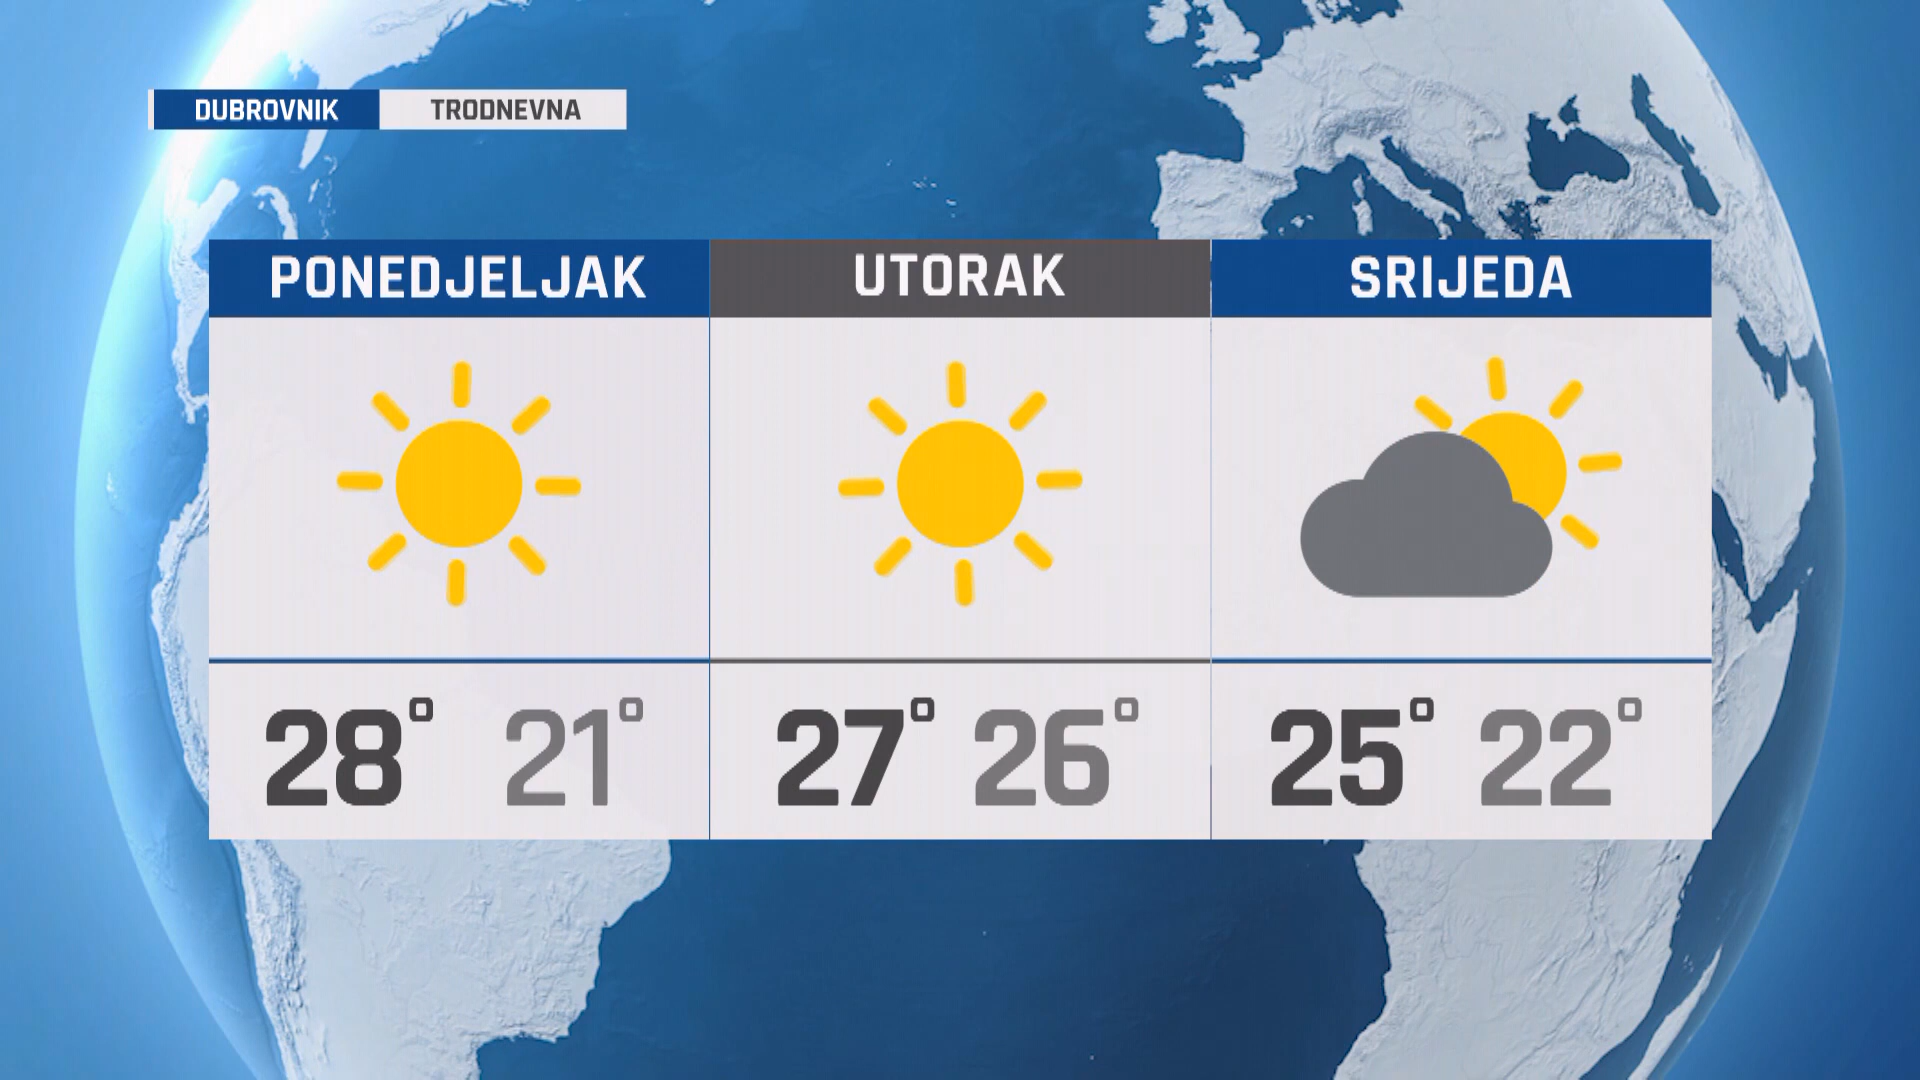 DUBROVNIK TRODNEVNA
PONEDJELJAK UTORAK SRIJEDA
28° 21° 27° 26° 25° 22°